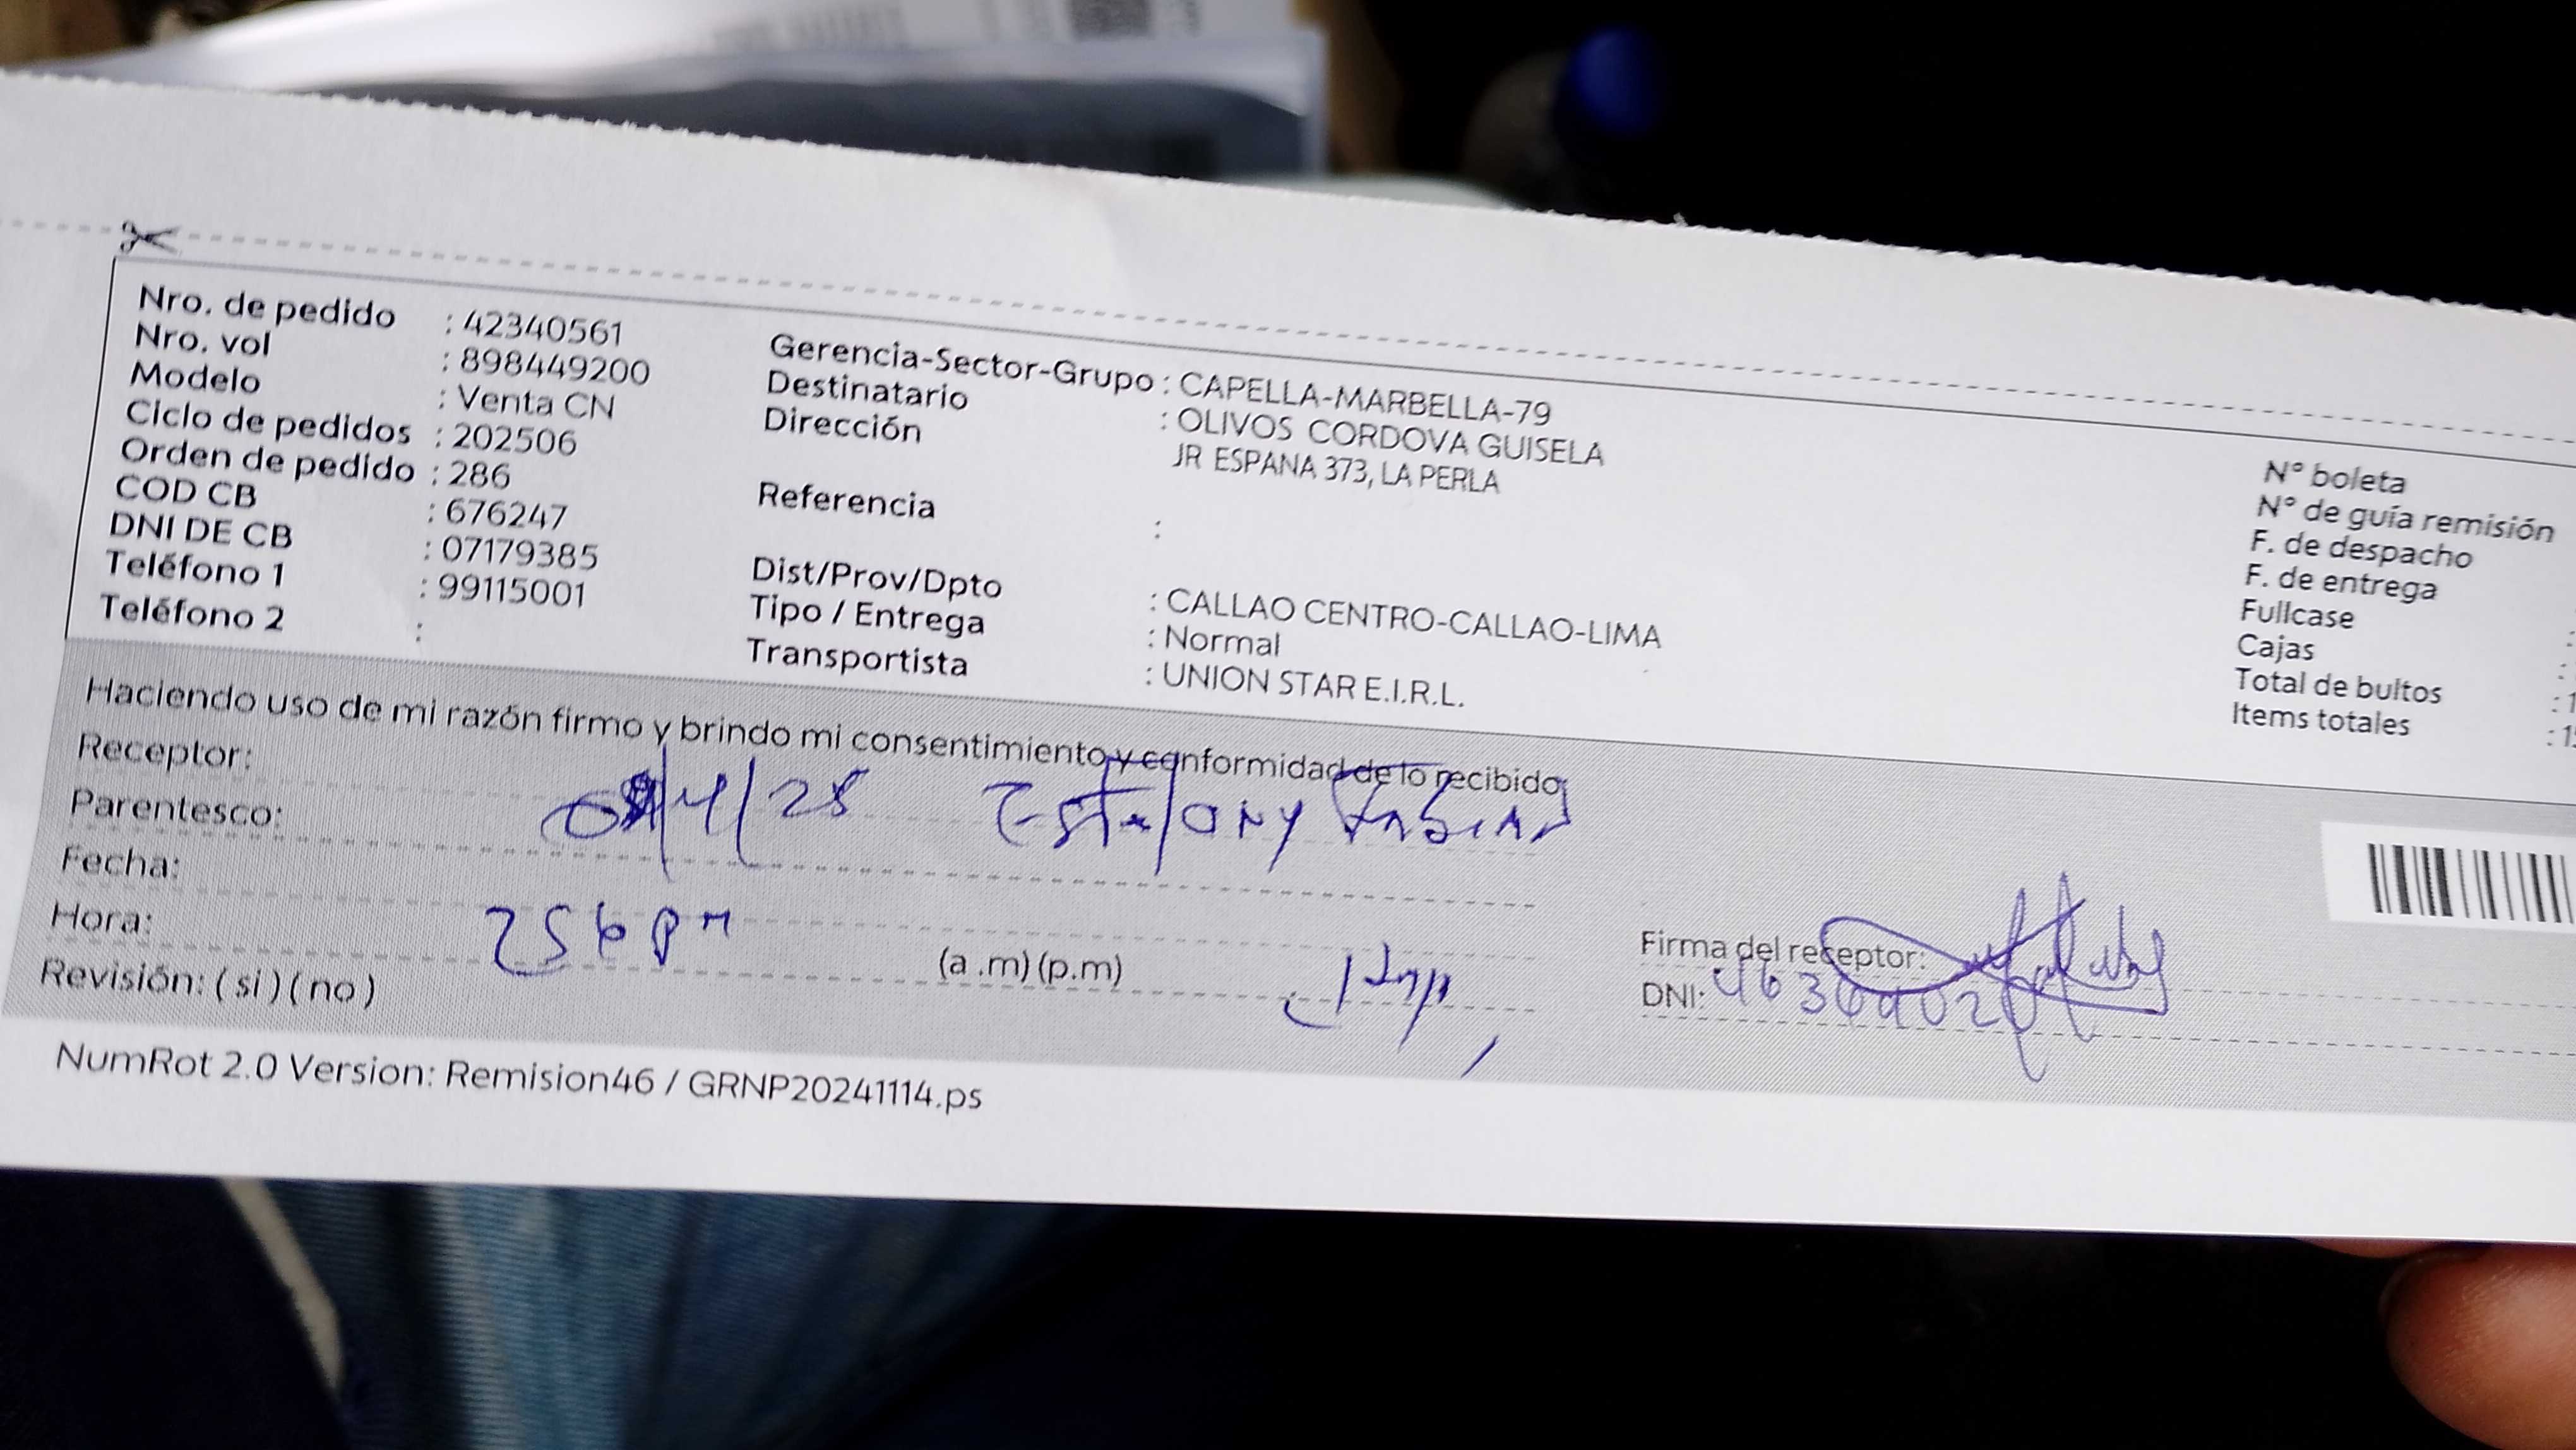 Nro. de pedido : 42340561
Nro. vol : 898449200
Modelo : Venta CN
Ciclo de pedidos : 202506
Orden de pedido : 286
COD CB : 676247
DNI DE CB : 07179385
Teléfono 1 : 99115001
Teléfono 2 :
Gerencia-Sector-Grupo : CAPELLA-MARBELLA-79
Destinatario : OLIVOS CORDOVA GUISELA
Dirección JR ESPANA 373, LA PERLA
Referencia :
Dist/Prov/Dpto : CALLAO CENTRO-CALLAO-LIMA
Tipo / Entrega : Normal
Transportista : UNION STAR E.I.R.L.
N° boleta
N° de guía remisión
F. de despacho
F. de entrega
Fullcase :
Cajas :
Total de bultos : 1
Items totales :
Haciendo uso de mi razón firmo y brindo mi consentimiento y conformidad de lo recibido
Receptor:
Parentesco: /4/25
Fecha:
Hora: 256 pm (a .m) (p.m)
Revisión: ( si ) ( no )
Firma del receptor:
DNI:
NumRot 2.0 Version: Remision46 / GRNP20241114.ps